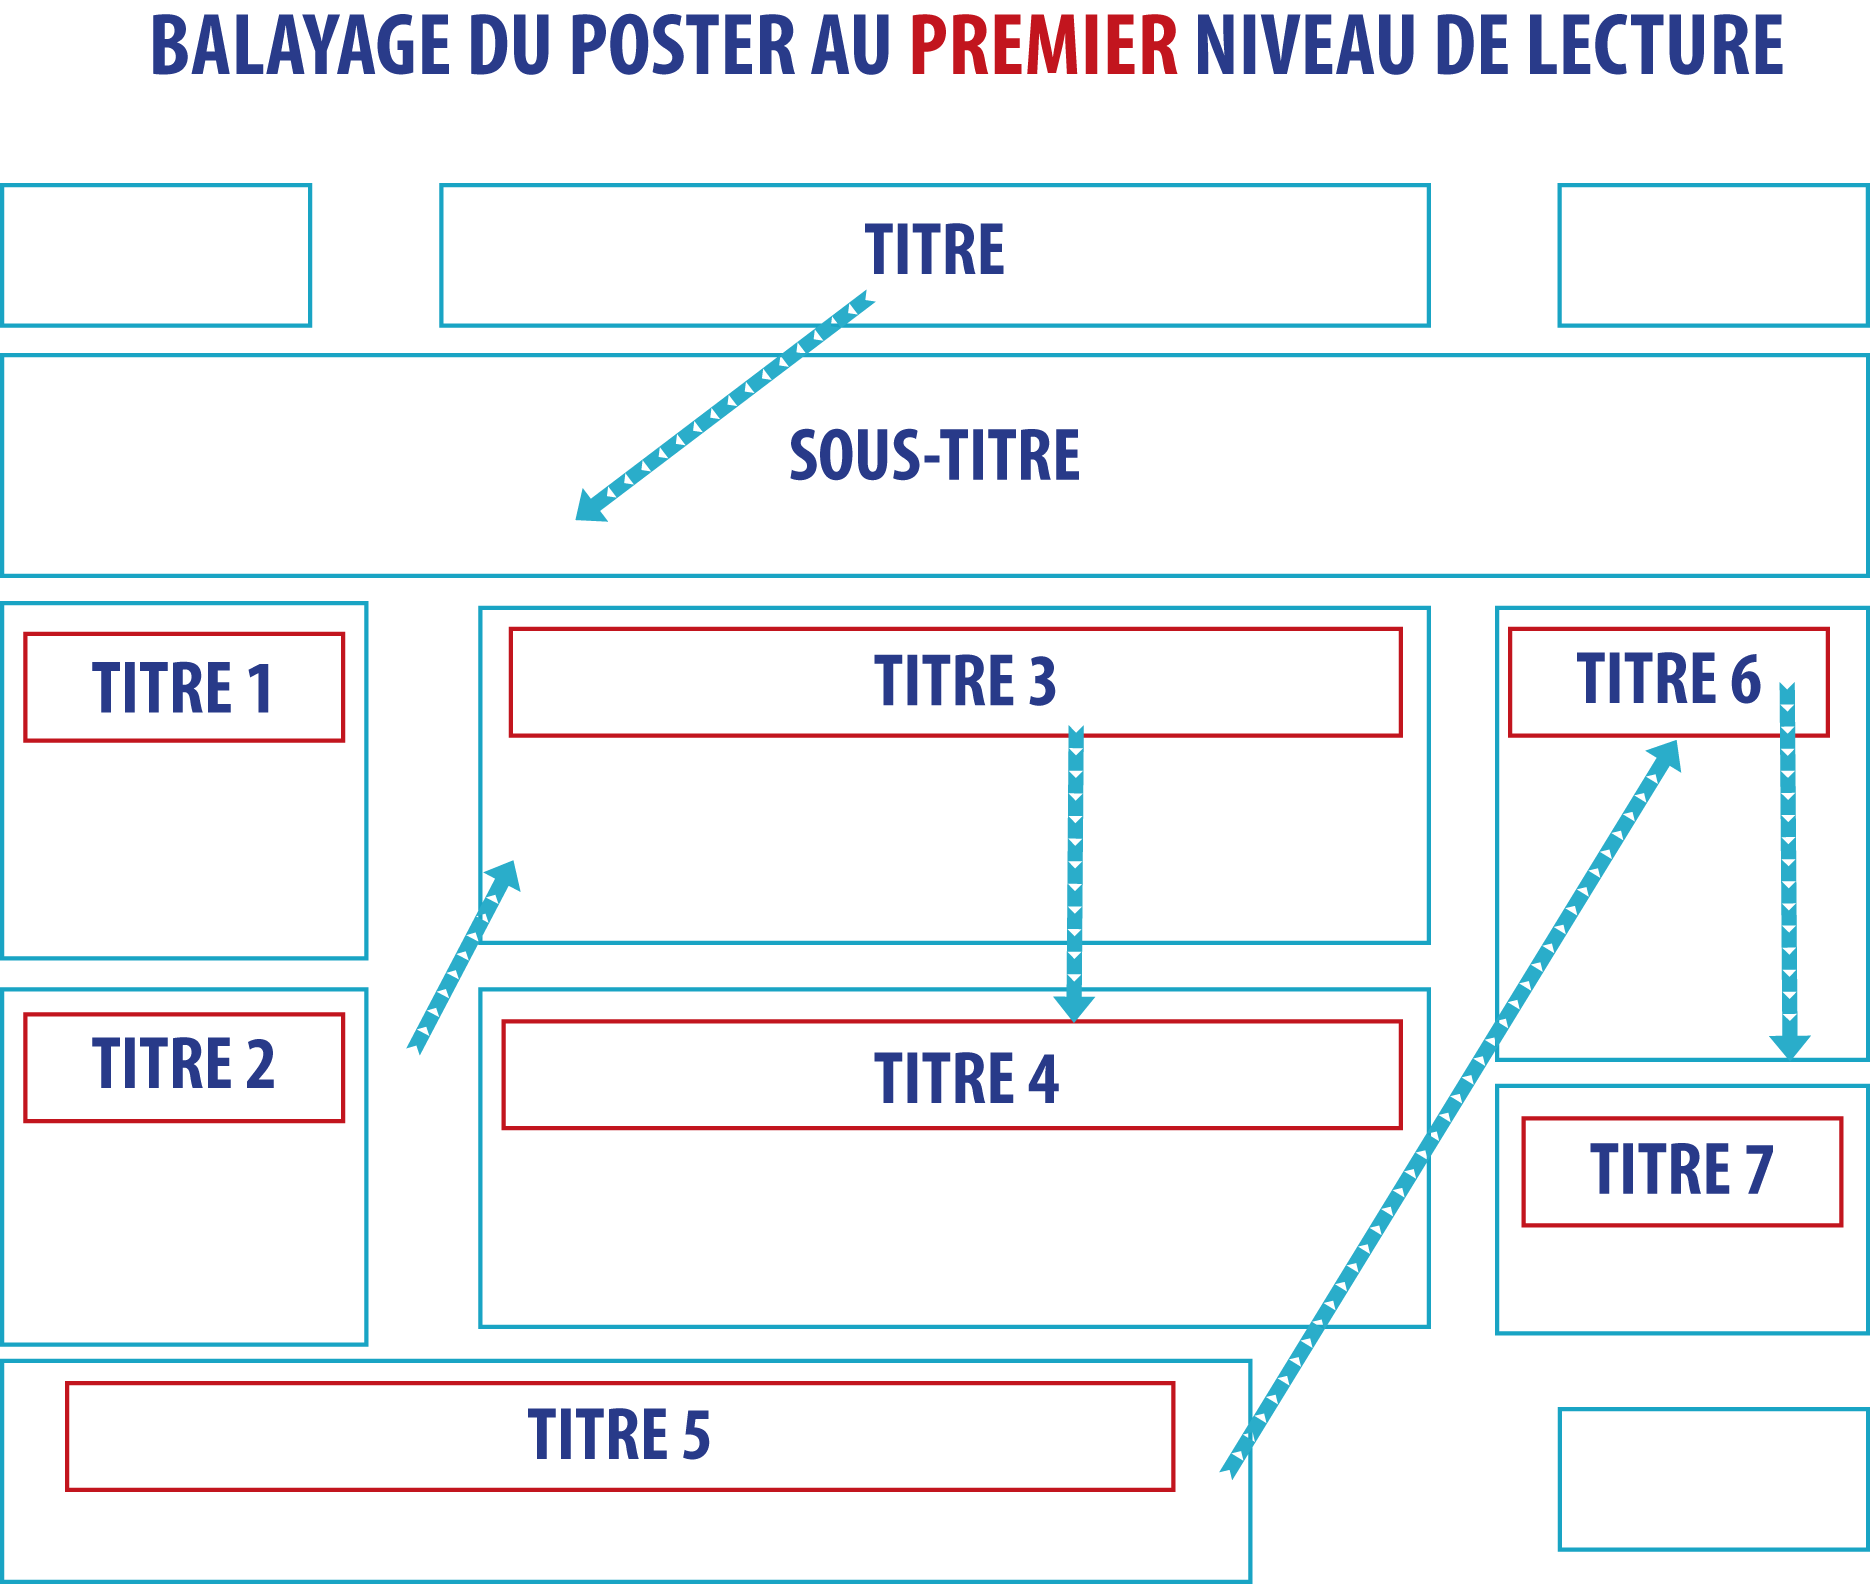 BALAYAGE DU POSTER AU PREMIER NIVEAU DE LECTURE
TITRE
SOUS-TITRE
TITRE 1
TITRE 2
TITRE 3
TITRE 4
TITRE 5
TITRE 6
TITRE 7